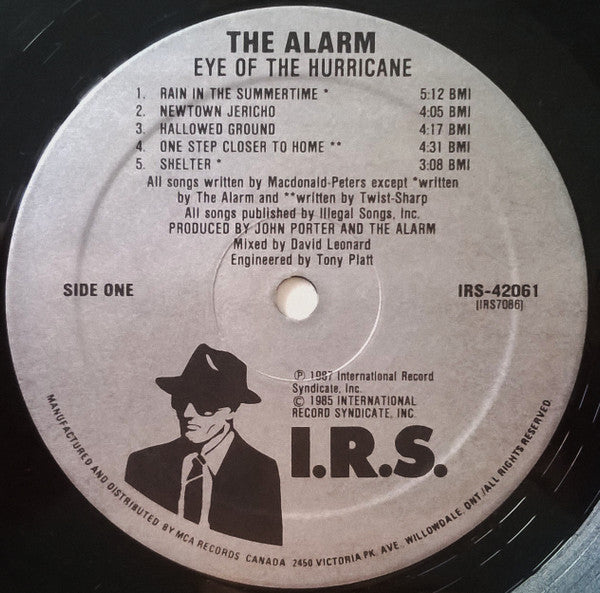 THE ALARM
EYE OF THE HURRICANE
1. RAIN IN THE SUMMERTIME * 5:12 BMI
2. NEWTOWN JERICHO 4:05 BMI
3. HALLOWED GROUND 4:17 BMI
4. ONE STEP CLOSER TO HOME ** 4:31 BMI
5. SHELTER * 3:08 BMI
All songs written by Macdonald-Peters except *written
by The Alarm and **written by Twist-Sharp
All songs published by Illegal Songs, Inc.
PRODUCED BY JOHN PORTER AND THE ALARM
Mixed by David Leonard
Engineered by Tony Platt
SIDE ONE
IRS-42061
[IRS7086]
℗ 1987 International Record
Syndicate, Inc.
© 1985 INTERNATIONAL
RECORD SYNDICATE, INC.
I.R.S.
MANUFACTURED AND DISTRIBUTED BY MCA RECORDS CANADA 2450 VICTORIA PK. AVE., WILLOWDALE, ONT./ALL RIGHTS RESERVED.